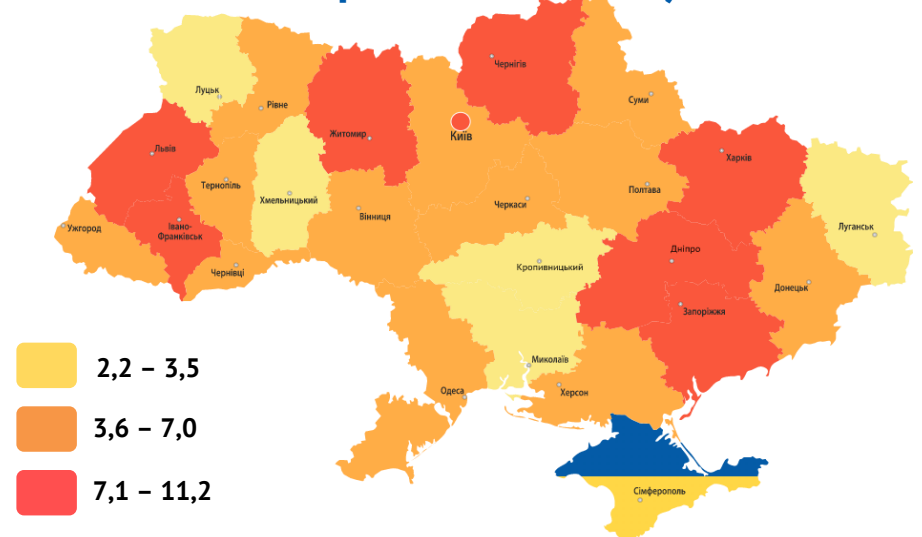 Чернігів
Луцьк
Суми
Рівне
Київ
Житомир
Львів
Харків
Тернопіль
Полтава
Хмельницький
Черкаси
Вінниця
Ужгород
Івано-
Франківськ
Луганськ
Дніпро
Чернівці
Кропивницький
Донецьк
Запоріжжя
Миколаїв
Одеса
Херсон
2,2 – 3,5
3,6 – 7,0
7,1 – 11,2
Сімферополь